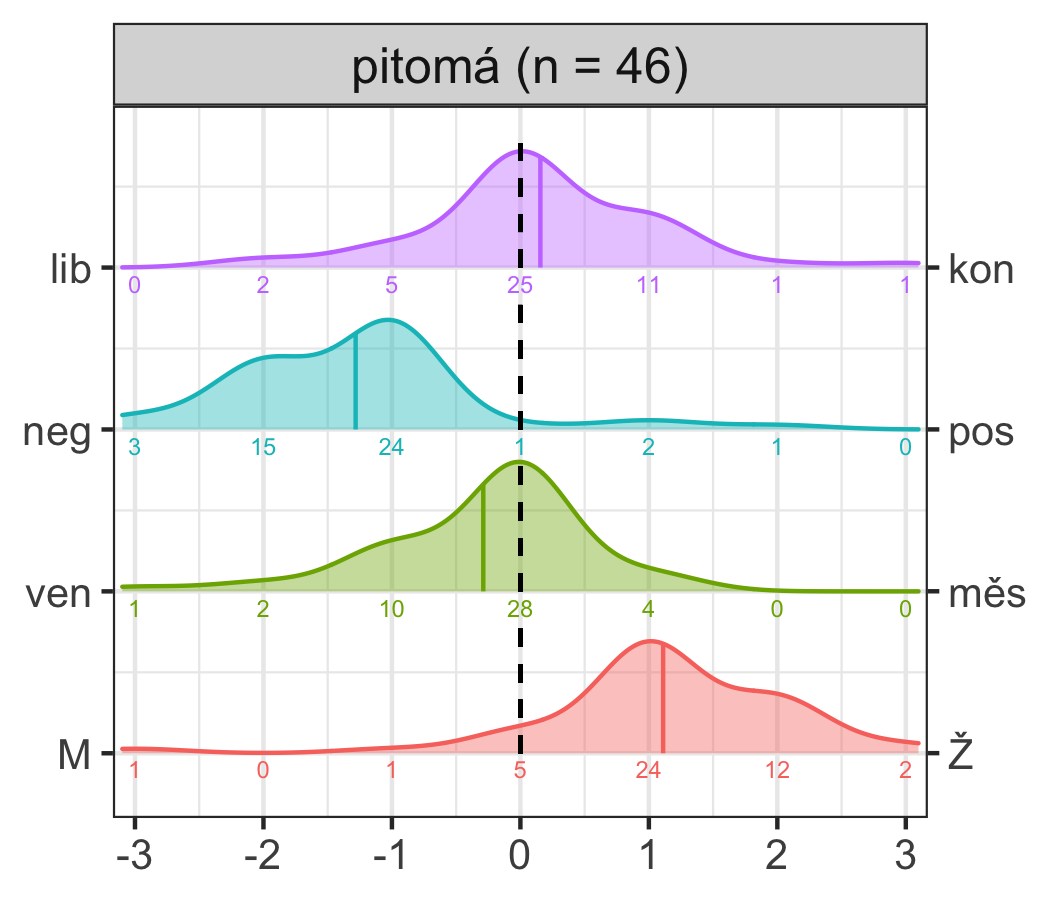 pitomá (n = 46)
lib kon
0 2 5 25 11 1 1
neg pos
3 15 24 1 2 1 0
ven měs
1 2 10 28 4 0 0
M Ž
1 0 1 5 24 12 2
-3 -2 -1 0 1 2 3